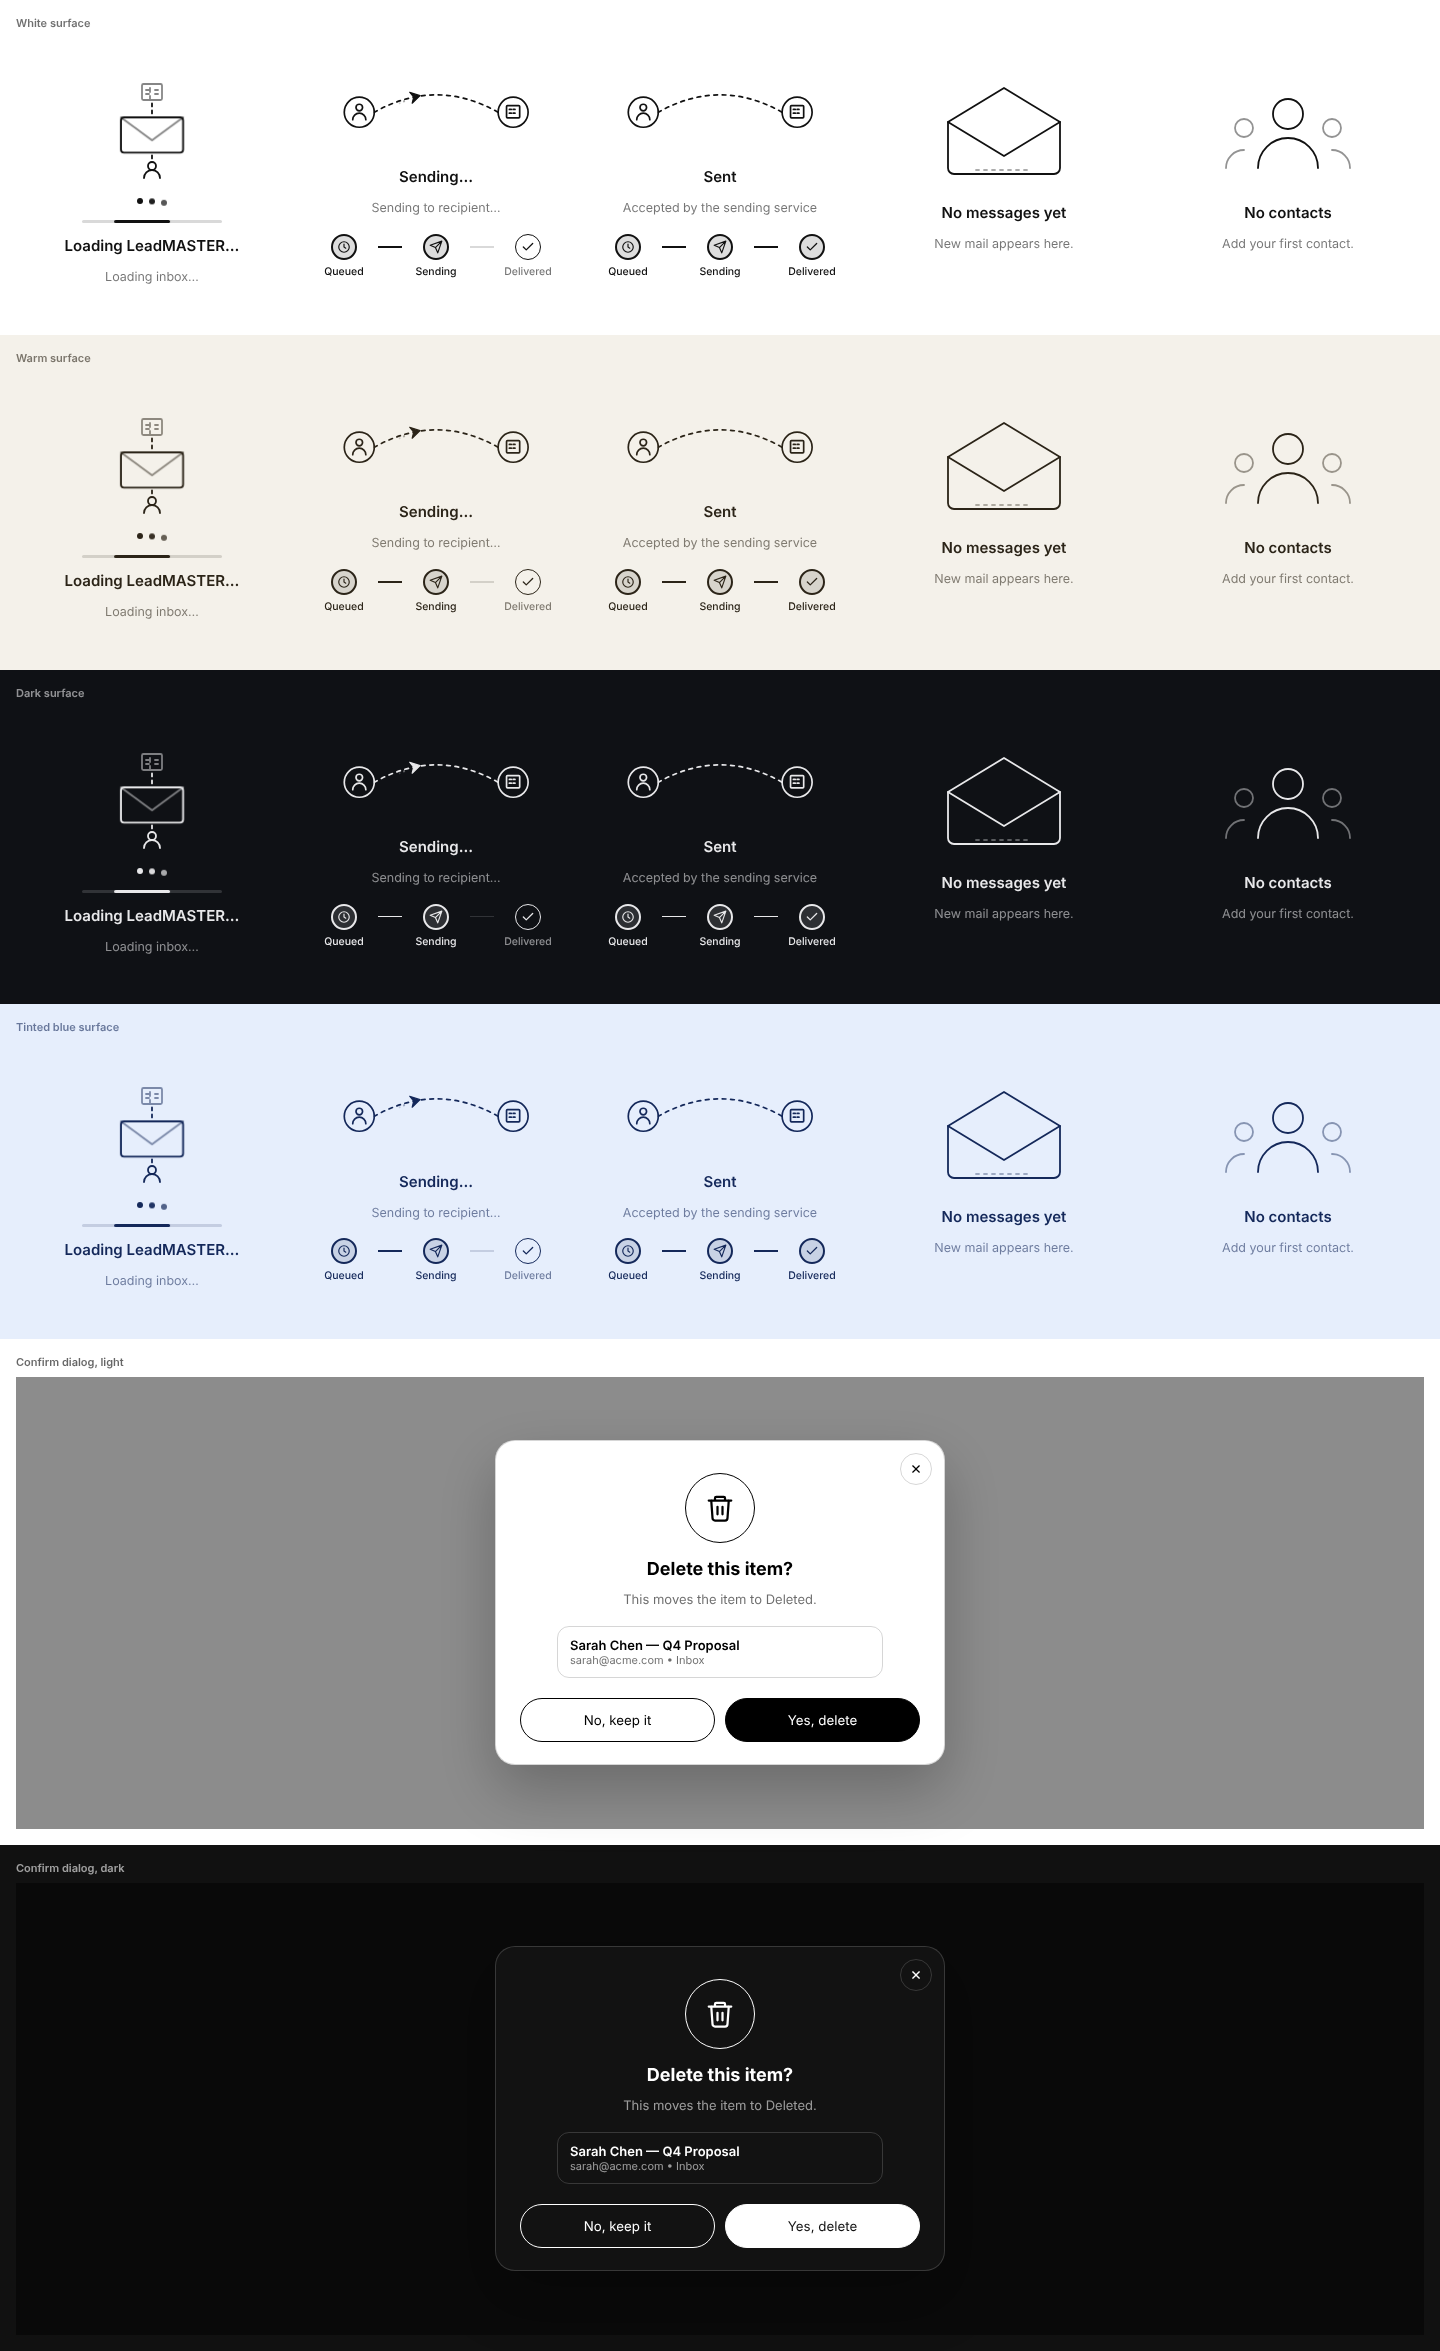 White surface
Sending...
Sent
Sending to recipient...
Accepted by the sending service
No messages yet
No contacts
Loading LeadMASTER...
New mail appears here.
Add your first contact.
Loading inbox...
Queued
Sending
Delivered
Queued
Sending
Delivered
Warm surface
Sending...
Sent
Sending to recipient...
Accepted by the sending service
No messages yet
No contacts
Loading LeadMASTER...
New mail appears here.
Add your first contact.
Loading inbox...
Queued
Sending
Delivered
Queued
Sending
Delivered
Dark surface
Sending...
Sent
Sending to recipient...
Accepted by the sending service
No messages yet
No contacts
Loading LeadMASTER...
New mail appears here.
Add your first contact.
Loading inbox...
Queued
Sending
Delivered
Queued
Sending
Delivered
Tinted blue surface
Sending...
Sent
Sending to recipient...
Accepted by the sending service
No messages yet
No contacts
Loading LeadMASTER...
New mail appears here.
Add your first contact.
Loading inbox...
Queued
Sending
Delivered
Queued
Sending
Delivered
Confirm dialog, light
Delete this item?
This moves the item to Deleted.
Sarah Chen — Q4 Proposal
sarah@acme.com • Inbox
No, keep it
Yes, delete
Confirm dialog, dark
Delete this item?
This moves the item to Deleted.
Sarah Chen — Q4 Proposal
sarah@acme.com • Inbox
No, keep it
Yes, delete